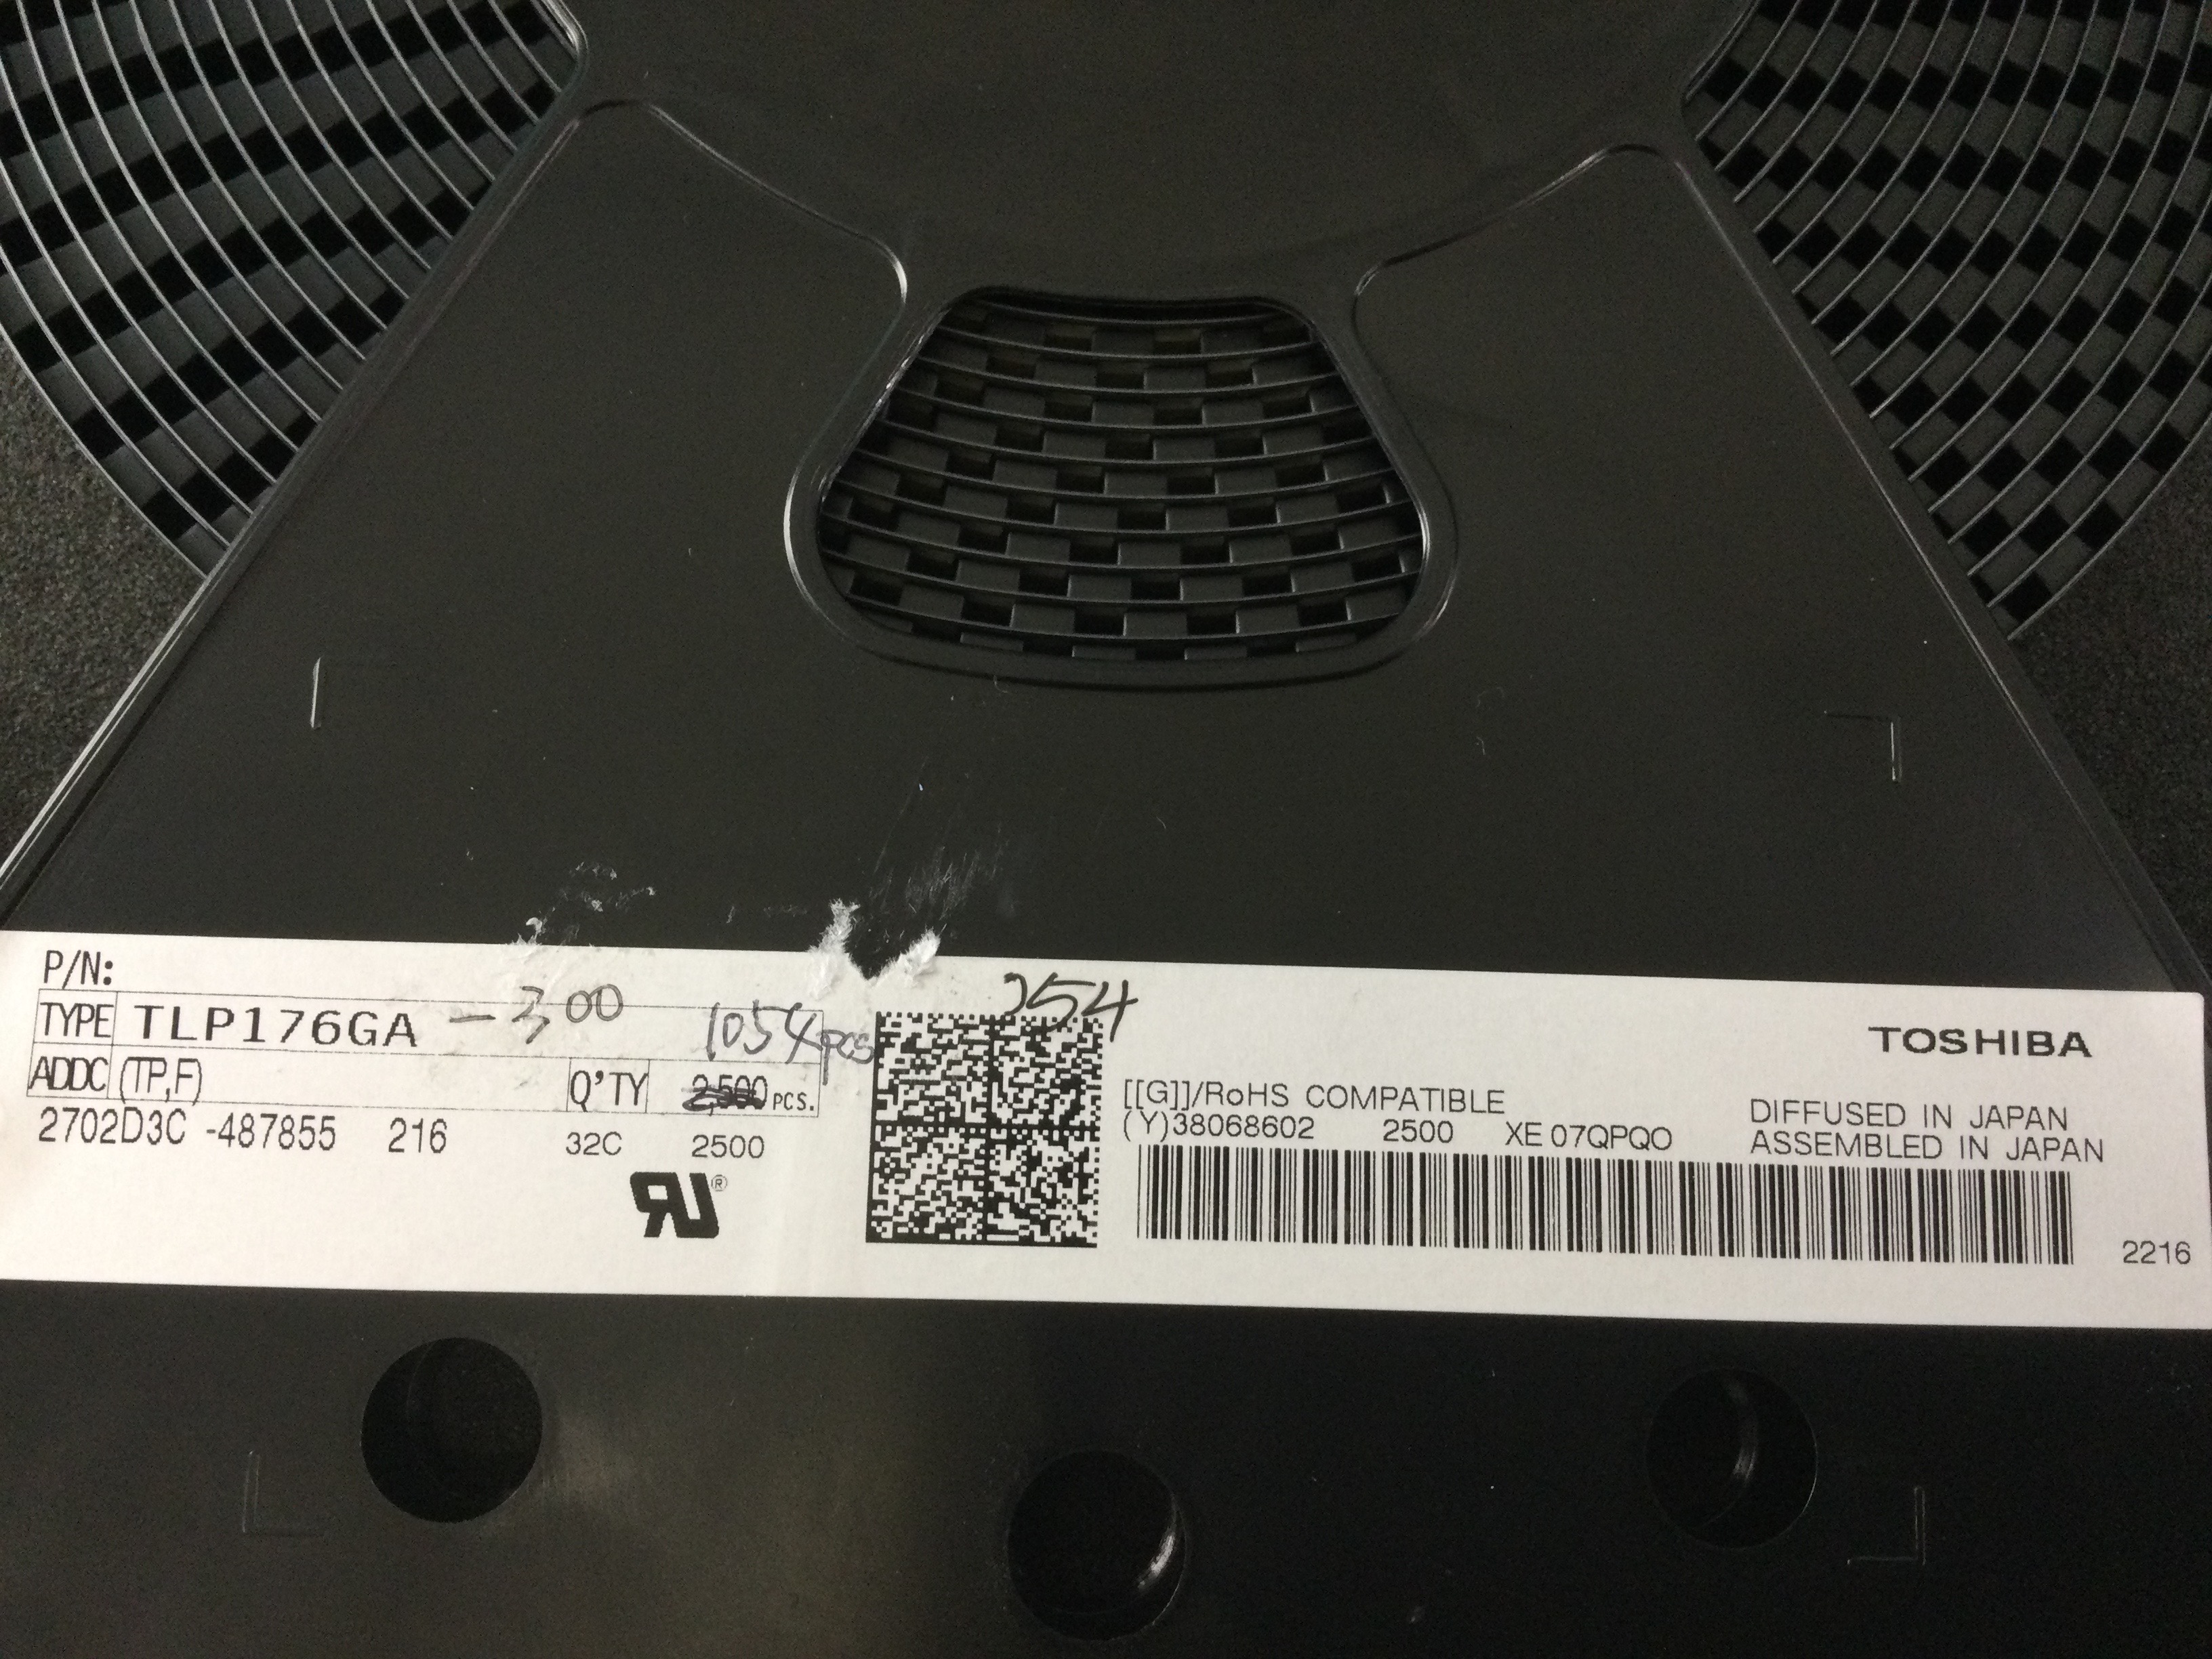 P/N:
TYPE TLP176GA -300 1054pcs
ADDC (TP,F) Q'TY 2,500 PCS.
2702D3C -487855 216 32C 2500
RU®
254
TOSHIBA
[[G]]/RoHS COMPATIBLE
(Y)38068602 2500 XE 07QPQO
DIFFUSED IN JAPAN
ASSEMBLED IN JAPAN
2216